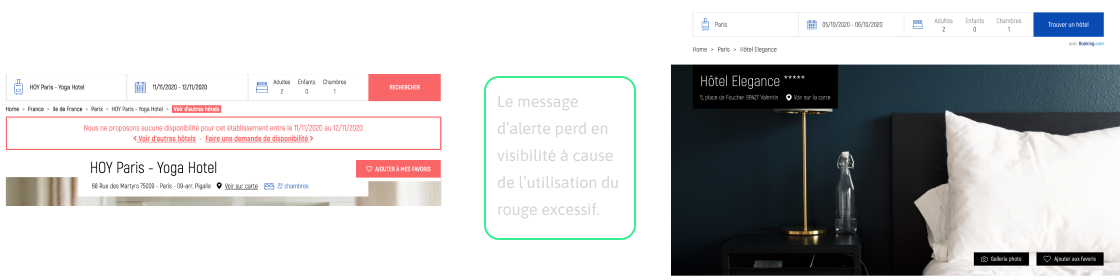 HOY Paris - Yoga Hotel
11/11/2020 - 12/11/2020
Adultes Enfants Chambres
2 0 1
RECHERCHER
Home > France > Ile de France > Paris > HOY Paris - Yoga Hotel > Voir d'autres hôtels
Nous ne proposons aucune disponibilité pour cet établissement entre le 11/11/2020 au 12/11/2020
< Voir d'autres hôtels - Faire une demande de disponibilité >
HOY Paris - Yoga Hotel
AJOUTER À MES FAVORIS
68 Rue des Martyrs 75009 - Paris - 09-arr. Pigalle Voir sur carte 22 chambres
Le message
d'alerte perd en
visibilité à cause
de l'utilisation du
rouge excessif.
Paris
05/10/2020 - 06/10/2020
Adultes Enfants Chambres
2 0 1
Trouver un hôtel
avec Booking.com
Home > Paris > Hôtel Elegance
Hôtel Elegance *****
5, place de Faucher 99427 Valentin Voir sur la carte
Gallerie photo
Ajouter aux favoris